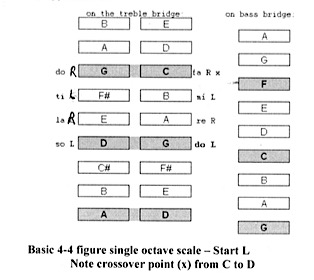 on the treble bridge on bass bridge
B E A
A D G
do R G C fa R x F
ti L F# B mi L E
la R E A re R D
so L D G do L C
C# F# B
B E A
A D G
Basic 4-4 figure single octave scale – Start L
Note crossover point (x) from C to D